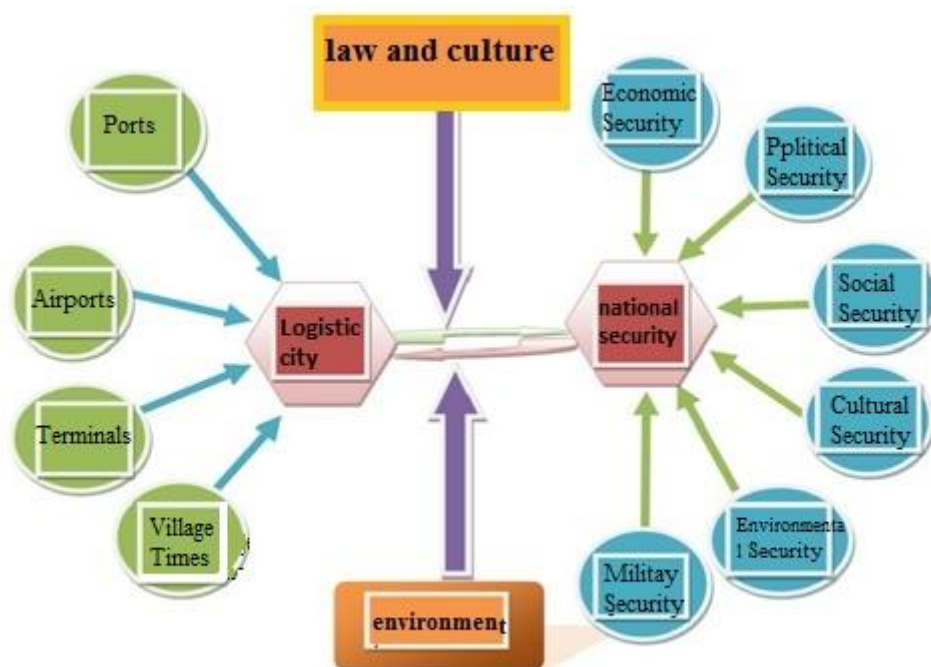 law and culture
Ports
Airports
Terminals
Village
Times
Logistic
city
national
security
Economic
Security
Pplitical
Security
Social
Security
Cultural
Security
Environmenta
l Security
Militay
Security
environment